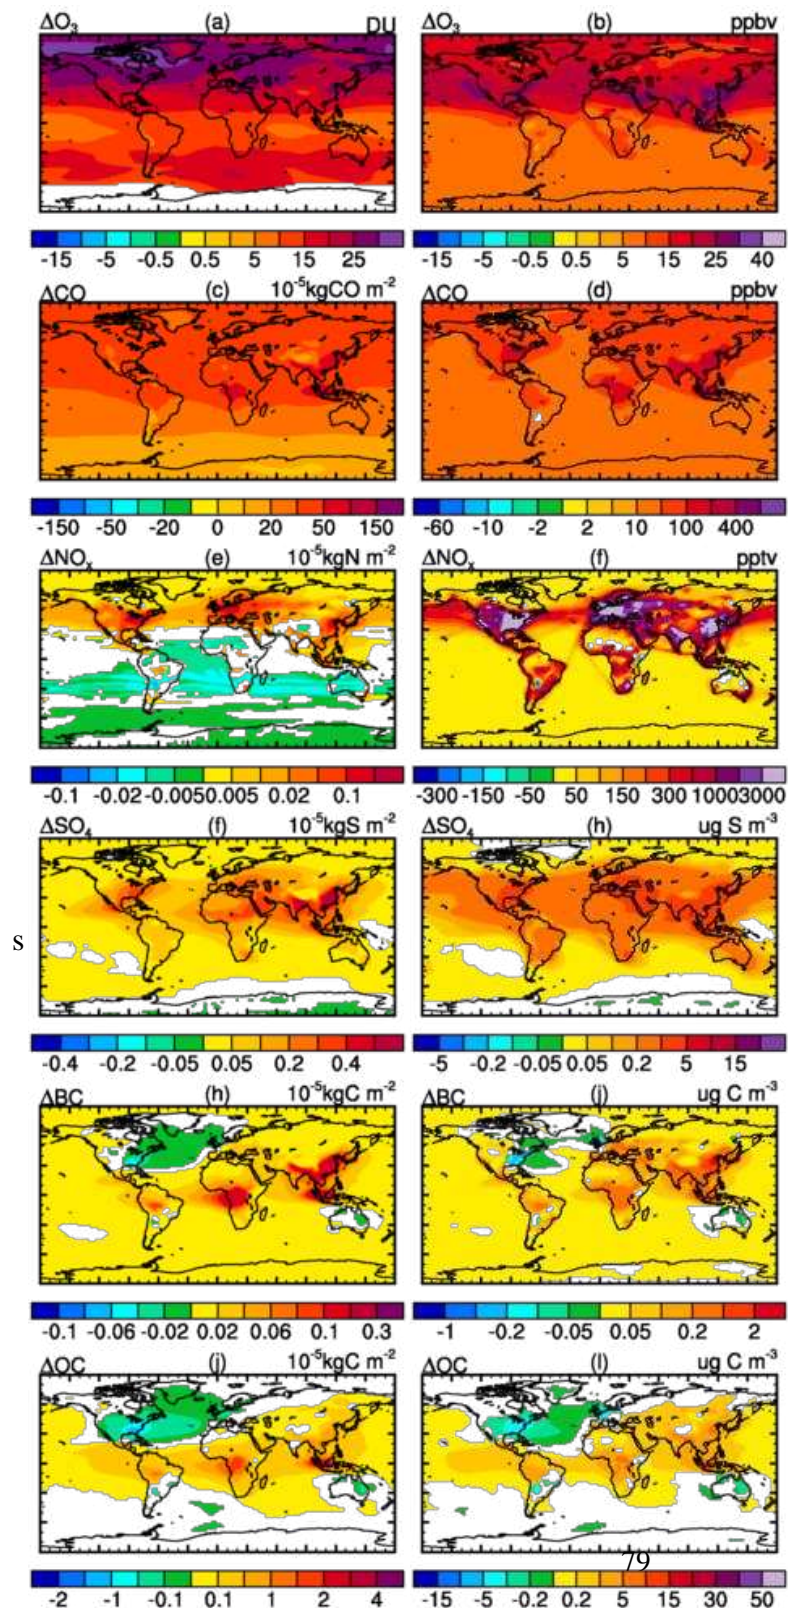 ΔO3 (a) DU
ΔO3 (b) ppbv
-15 -5 -0.5 0.5 5 15 25
-15 -5 -0.5 0.5 5 15 25 40
ΔCO (c) 10-5kgCO m-2
ΔCO (d) ppbv
-150 -50 -20 0 20 50 150
-60 -10 -2 2 10 100 400
ΔNOx (e) 10-5kgN m-2
ΔNOx (f) pptv
-0.1 -0.02-0.0050.005 0.02 0.1
-300 -150 -50 50 150 300 10003000
ΔSO4 (f) 10-5kgS m-2
ΔSO4 (h) ug S m-3
s
-0.4 -0.2 -0.05 0.05 0.2 0.4
-5 -0.2 -0.05 0.05 0.2 5 15
ΔBC (h) 10-5kgC m-2
ΔBC (j) ug C m-3
-0.1 -0.06 -0.02 0.02 0.06 0.1 0.3
-1 -0.2 -0.05 0.05 0.2 2
ΔOC (j) 10-5kgC m-2
ΔOC (l) ug C m-3
79
-2 -1 -0.1 0.1 1 2 4
-15 -5 -0.2 0.2 5 15 30 50